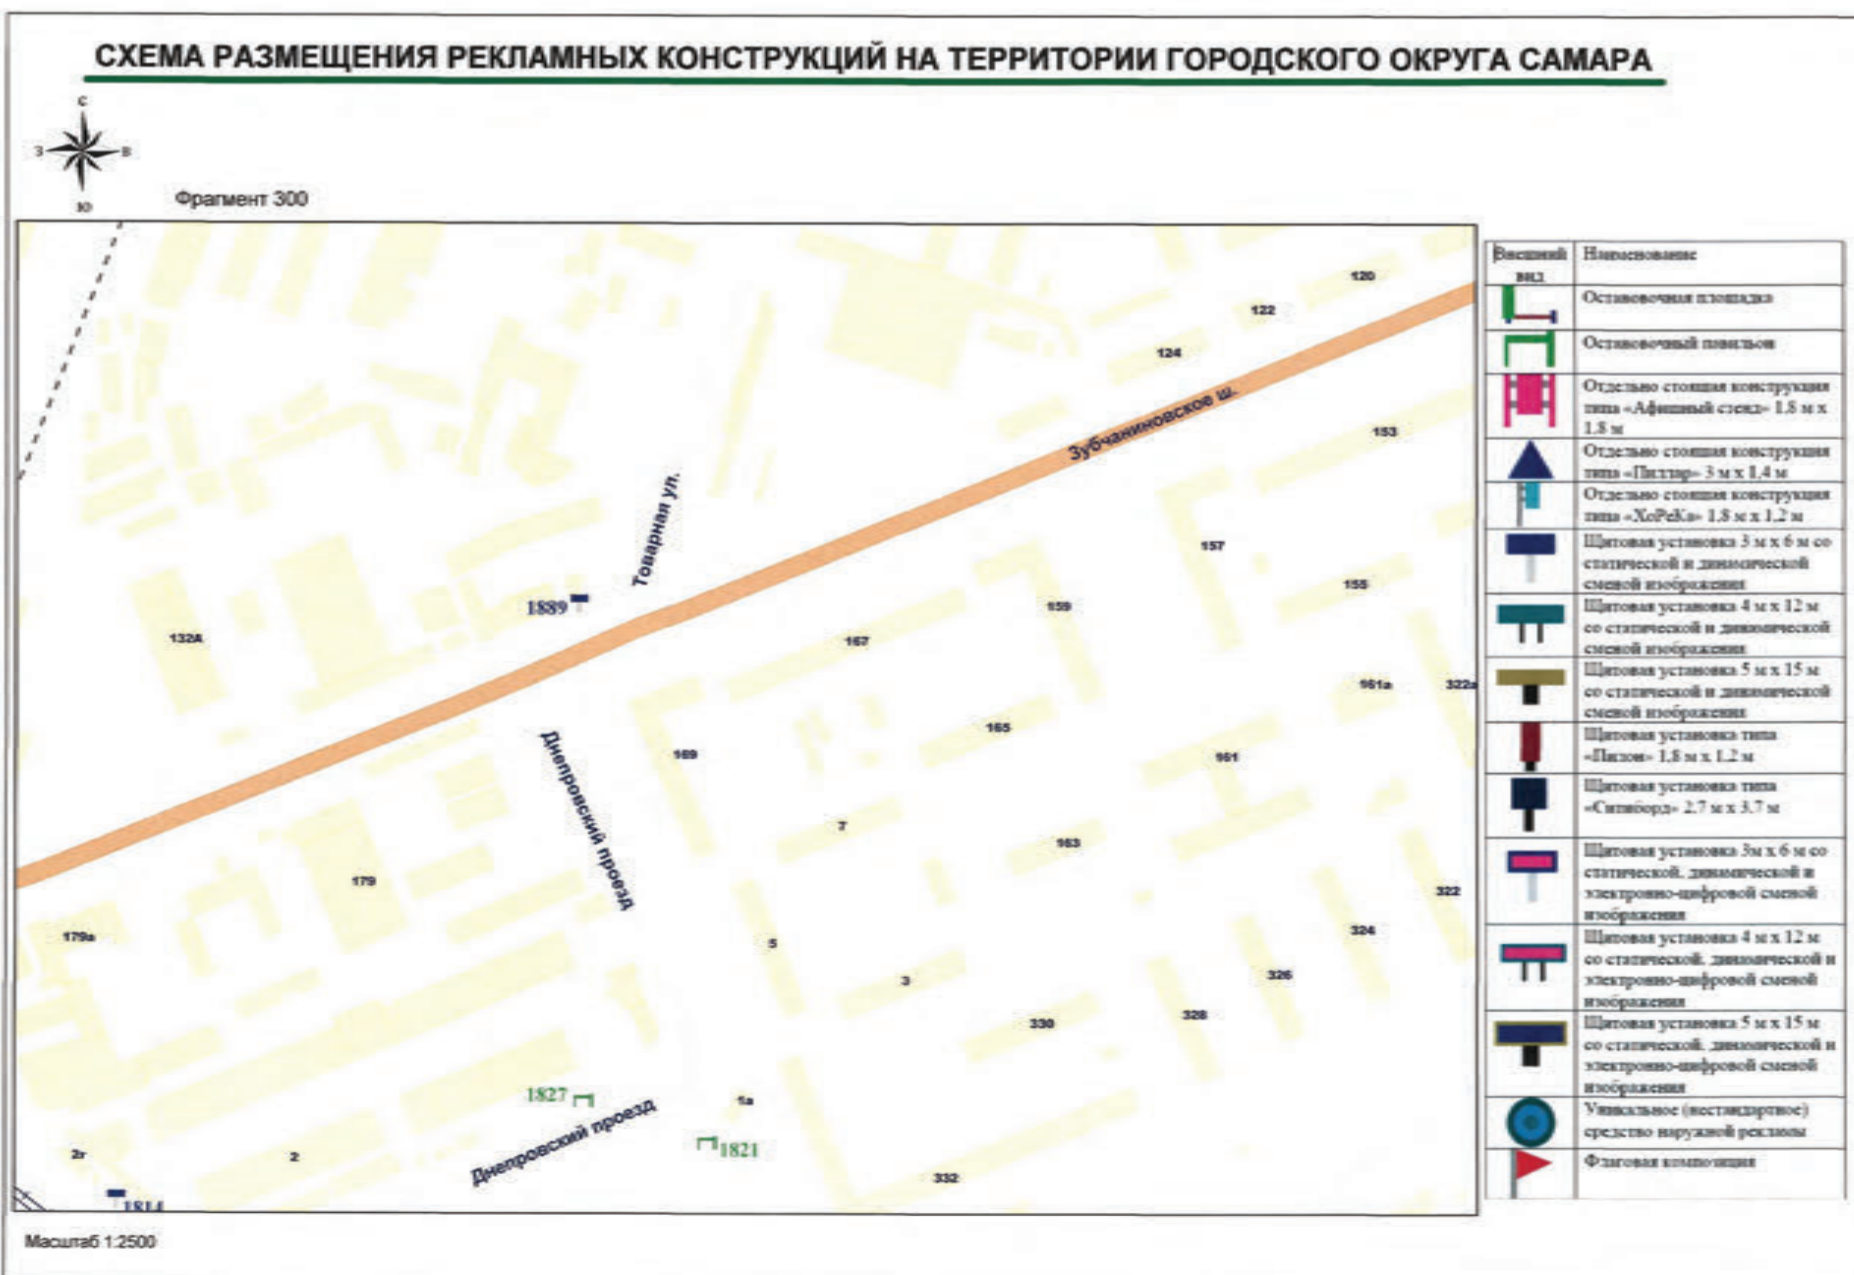 СХЕМА РАЗМЕЩЕНИЯ РЕКЛАМНЫХ КОНСТРУКЦИЙ НА ТЕРРИТОРИИ ГОРОДСКОГО ОКРУГА САМАРА
С
З В
Ю
Фрагмент 300
120
122
124
Зубчаниновское ш.
153
Товарная ул.
157
155
1889
159
132А
167
161а 322а
165
169
161
Днепровский проезд
7
163
179
322
179а
324
5
3
326
328
330
1827
1а
Днепровский проезд
1821
2г
2
332
1814
Масштаб 1:2500
Внешний вид
Наименование
Остановочная площадка
Остановочный павильон
Отдельно стоящая конструкция
типа «Афишный стенд» 1,8 м х
1,8 м
Отдельно стоящая конструкция
типа «Пиллар» 3 м х 1,4 м
Отдельно стоящая конструкция
типа «ХоРеКа» 1,8 м х 1,2 м
Щитовая установка 3 м х 6 м со
статической и динамической
сменой изображения
Щитовая установка 4 м х 12 м
со статической и динамической
сменой изображения
Щитовая установка 5 м х 15 м
со статической и динамической
сменой изображения
Щитовая установка типа
«Пилон» 1,8 м х 1,2 м
Щитовая установка типа
«Ситиборд» 2,7 м х 3,7 м
Щитовая установка 3м х 6 м со
статической, динамической и
электронно-цифровой сменой
изображения
Щитовая установка 4 м х 12 м
со статической, динамической и
электронно-цифровой сменой
изображения
Щитовая установка 5 м х 15 м
со статической, динамической и
электронно-цифровой сменой
изображения
Уникальное (нестандартное)
средство наружной рекламы
Флаговая композиция